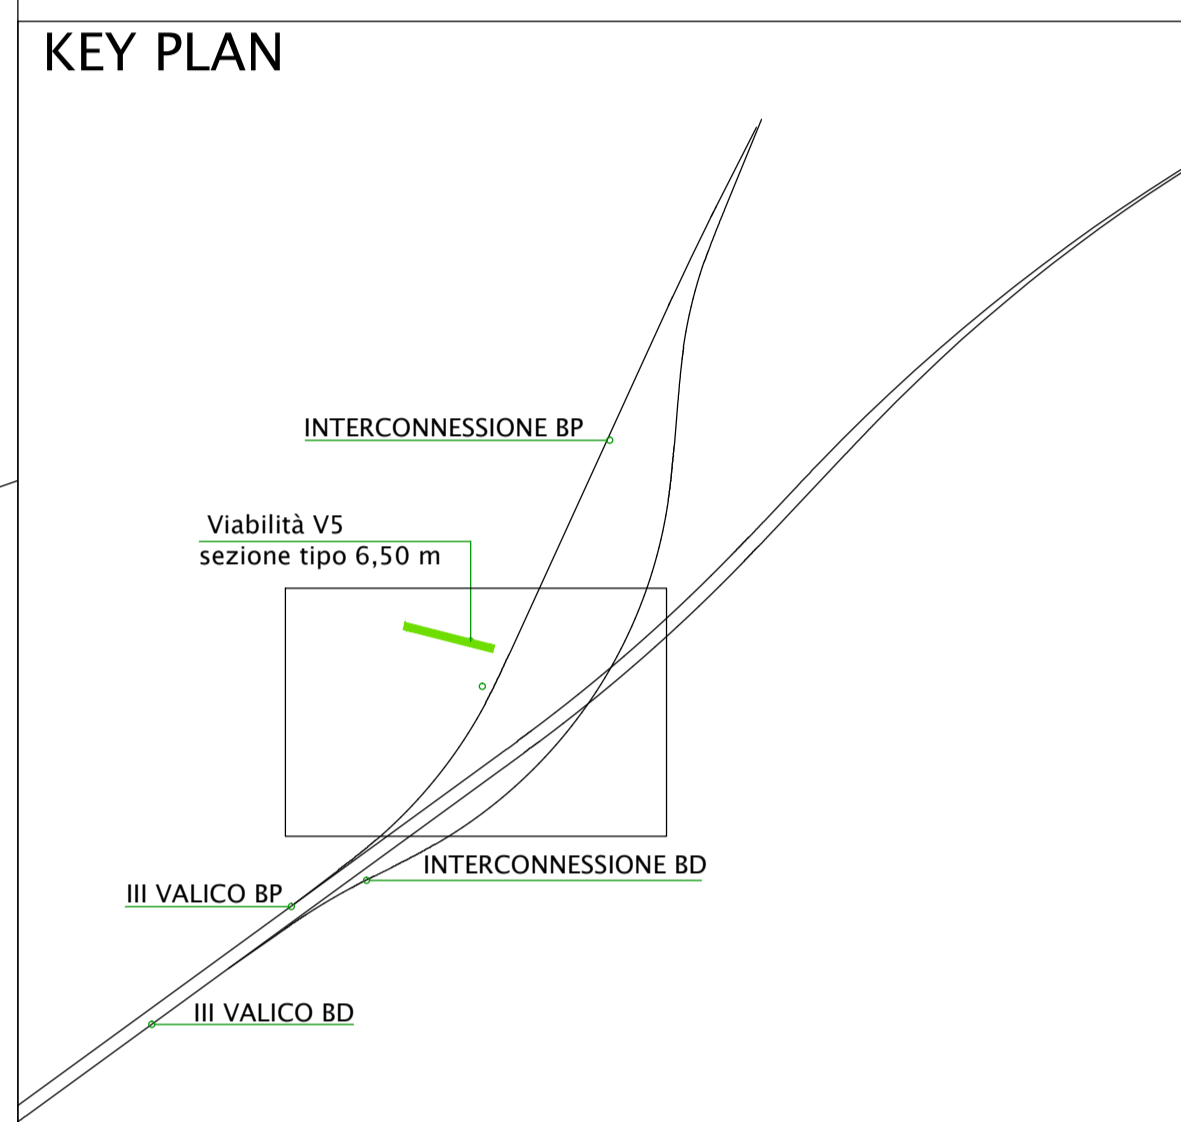 KEY PLAN
INTERCONNESSIONE BP
Viabilità V5
sezione tipo 6,50 m
INTERCONNESSIONE BD
III VALICO BP
III VALICO BD